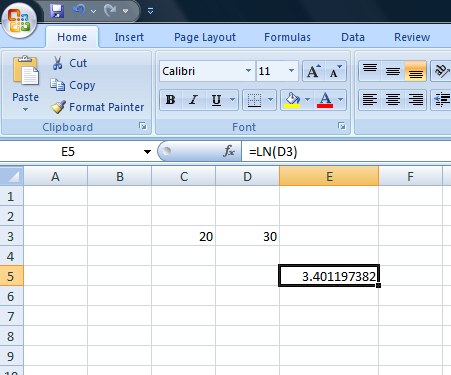 Home Insert Page Layout Formulas Data Review
Paste
Cut
Copy
Format Painter
Calibri 11 A A
B I U A
Clipboard Font
E5 fx =LN(D3)
A B C D E F
1
2
3 20 30
4
5 3.401197382
6
7
8
9
10